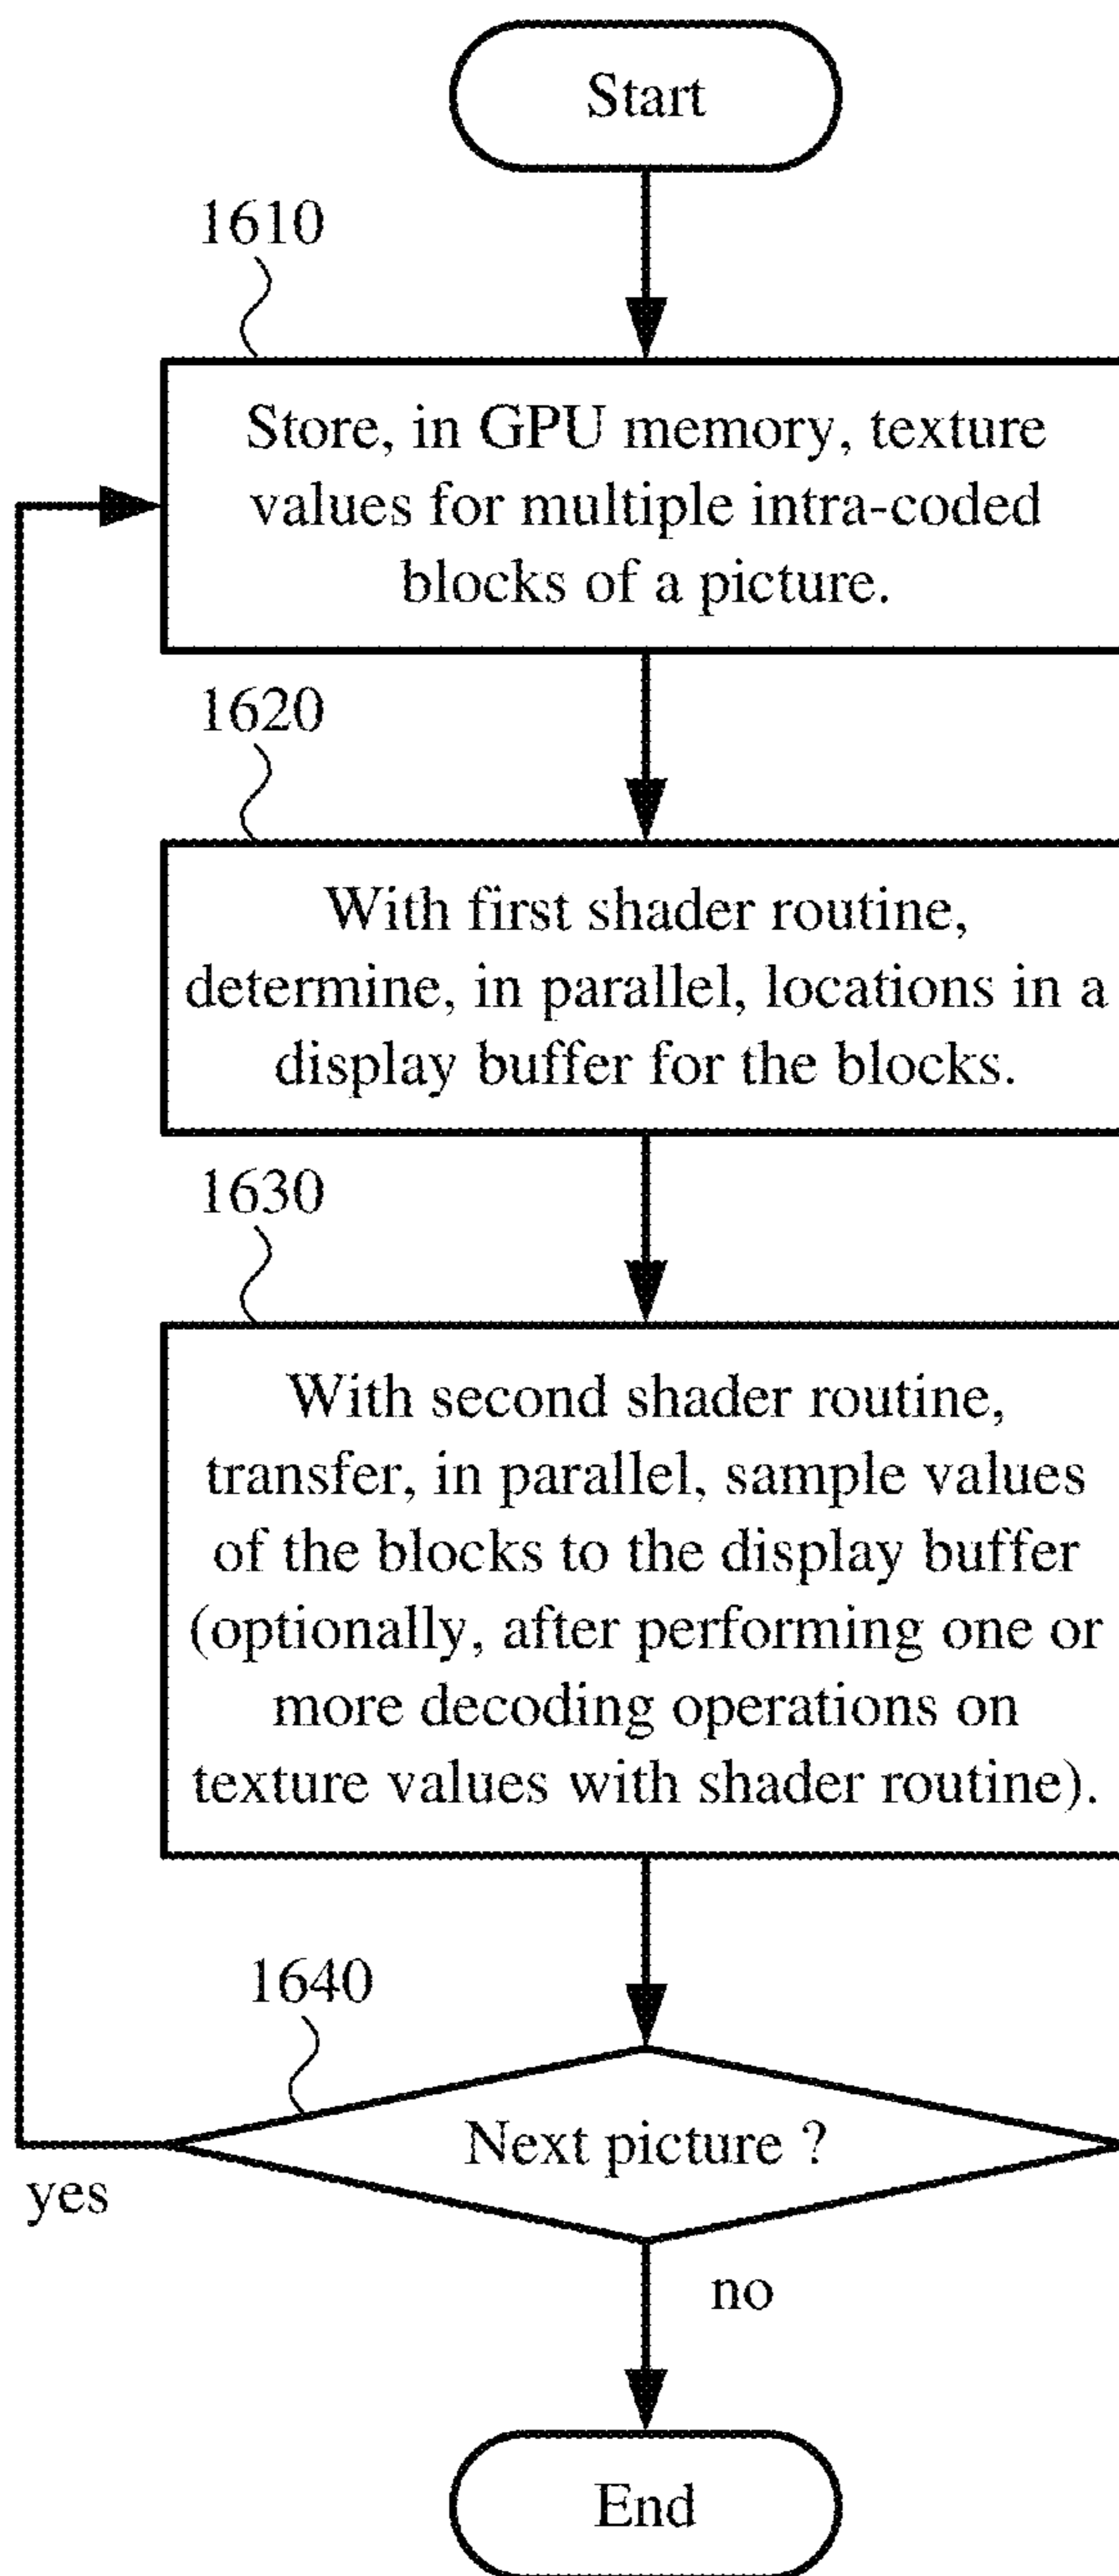 Start
1610
Store, in GPU memory, texture
values for multiple intra-coded
blocks of a picture.
1620
With first shader routine,
determine, in parallel, locations in a
display buffer for the blocks.
1630
With second shader routine,
transfer, in parallel, sample values
of the blocks to the display buffer
(optionally, after performing one or
more decoding operations on
texture values with shader routine).
1640
Next picture ?
yes
no
End